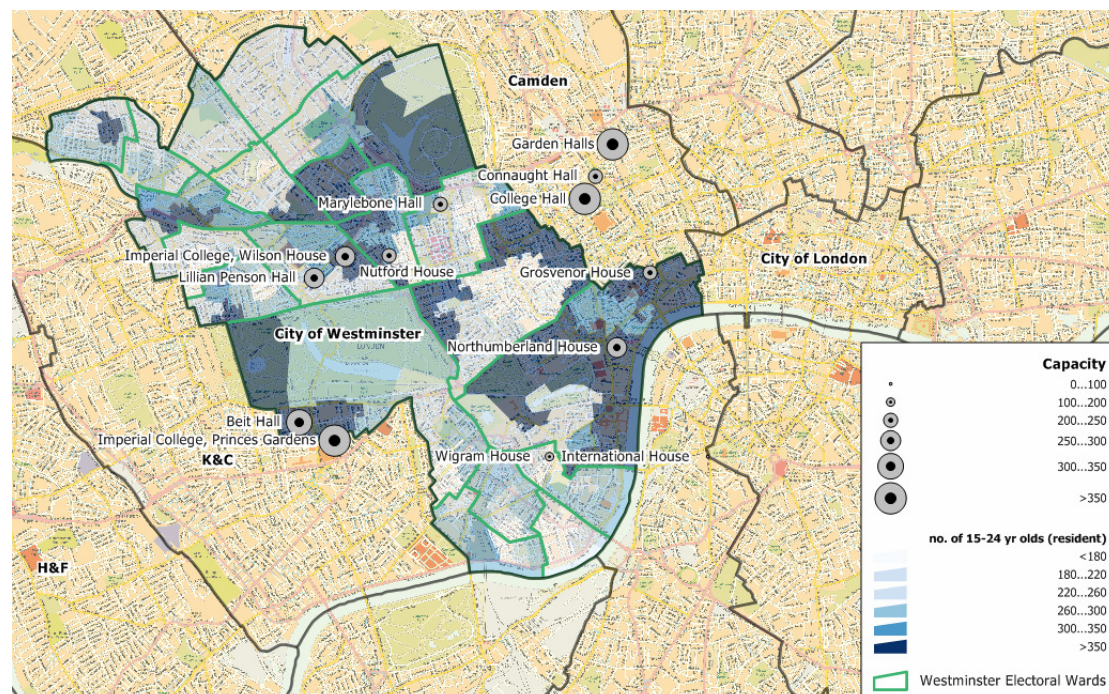 Camden
Garden Halls
Connaught Hall
College Hall
Marylebone Hall
Imperial College, Wilson House
Lillian Penson Hall
Nutford House
Grosvenor House
City of London
City of Westminster
Northumberland House
Beit Hall
Imperial College, Princes Gardens
K&C
Wigram House
International House
H&F
Capacity
0...100
100...200
200...250
250...300
300...350
>350
no. of 15-24 yr olds (resident)
<180
180...220
220...260
260...300
300...350
>350
Westminster Electoral Wards